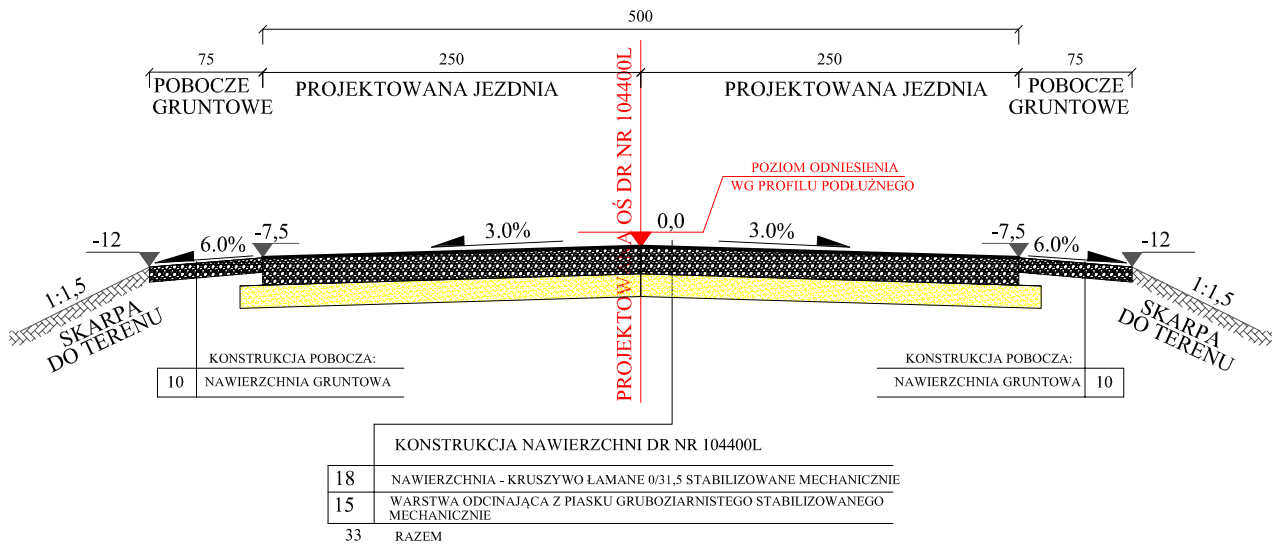 500
75
250
250
75
POBOCZE
GRUNTOWE
PROJEKTOWANA JEZDNIA
PROJEKTOWANA JEZDNIA
POBOCZE
GRUNTOWE
PROJEKTOWANA OŚ DR NR 104400L
POZIOM ODNIESIENIA
WG PROFILU PODŁUŻNEGO
-12
6.0%
-7,5
3.0%
0,0
3.0%
-7,5
6.0%
-12
1:1,5
SKARPA
DO TERENU
1:1,5
SKARPA
DO TERENU
KONSTRUKCJA POBOCZA:
10 NAWIERZCHNIA GRUNTOWA
KONSTRUKCJA POBOCZA:
NAWIERZCHNIA GRUNTOWA 10
KONSTRUKCJA NAWIERZCHNI DR NR 104400L
18 NAWIERZCHNIA - KRUSZYWO ŁAMANE 0/31,5 STABILIZOWANE MECHANICZNIE
15 WARSTWA ODCINAJĄCA Z PIASKU GRUBOZIARNISTEGO STABILIZOWANEGO
MECHANICZNIE
33 RAZEM